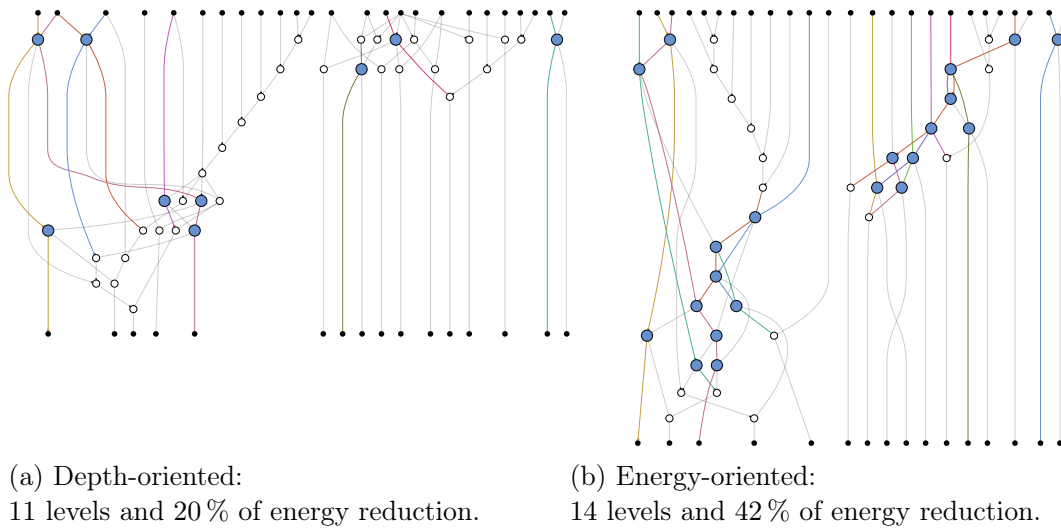 (a) Depth-oriented:
11 levels and 20 % of energy reduction.
(b) Energy-oriented:
14 levels and 42 % of energy reduction.